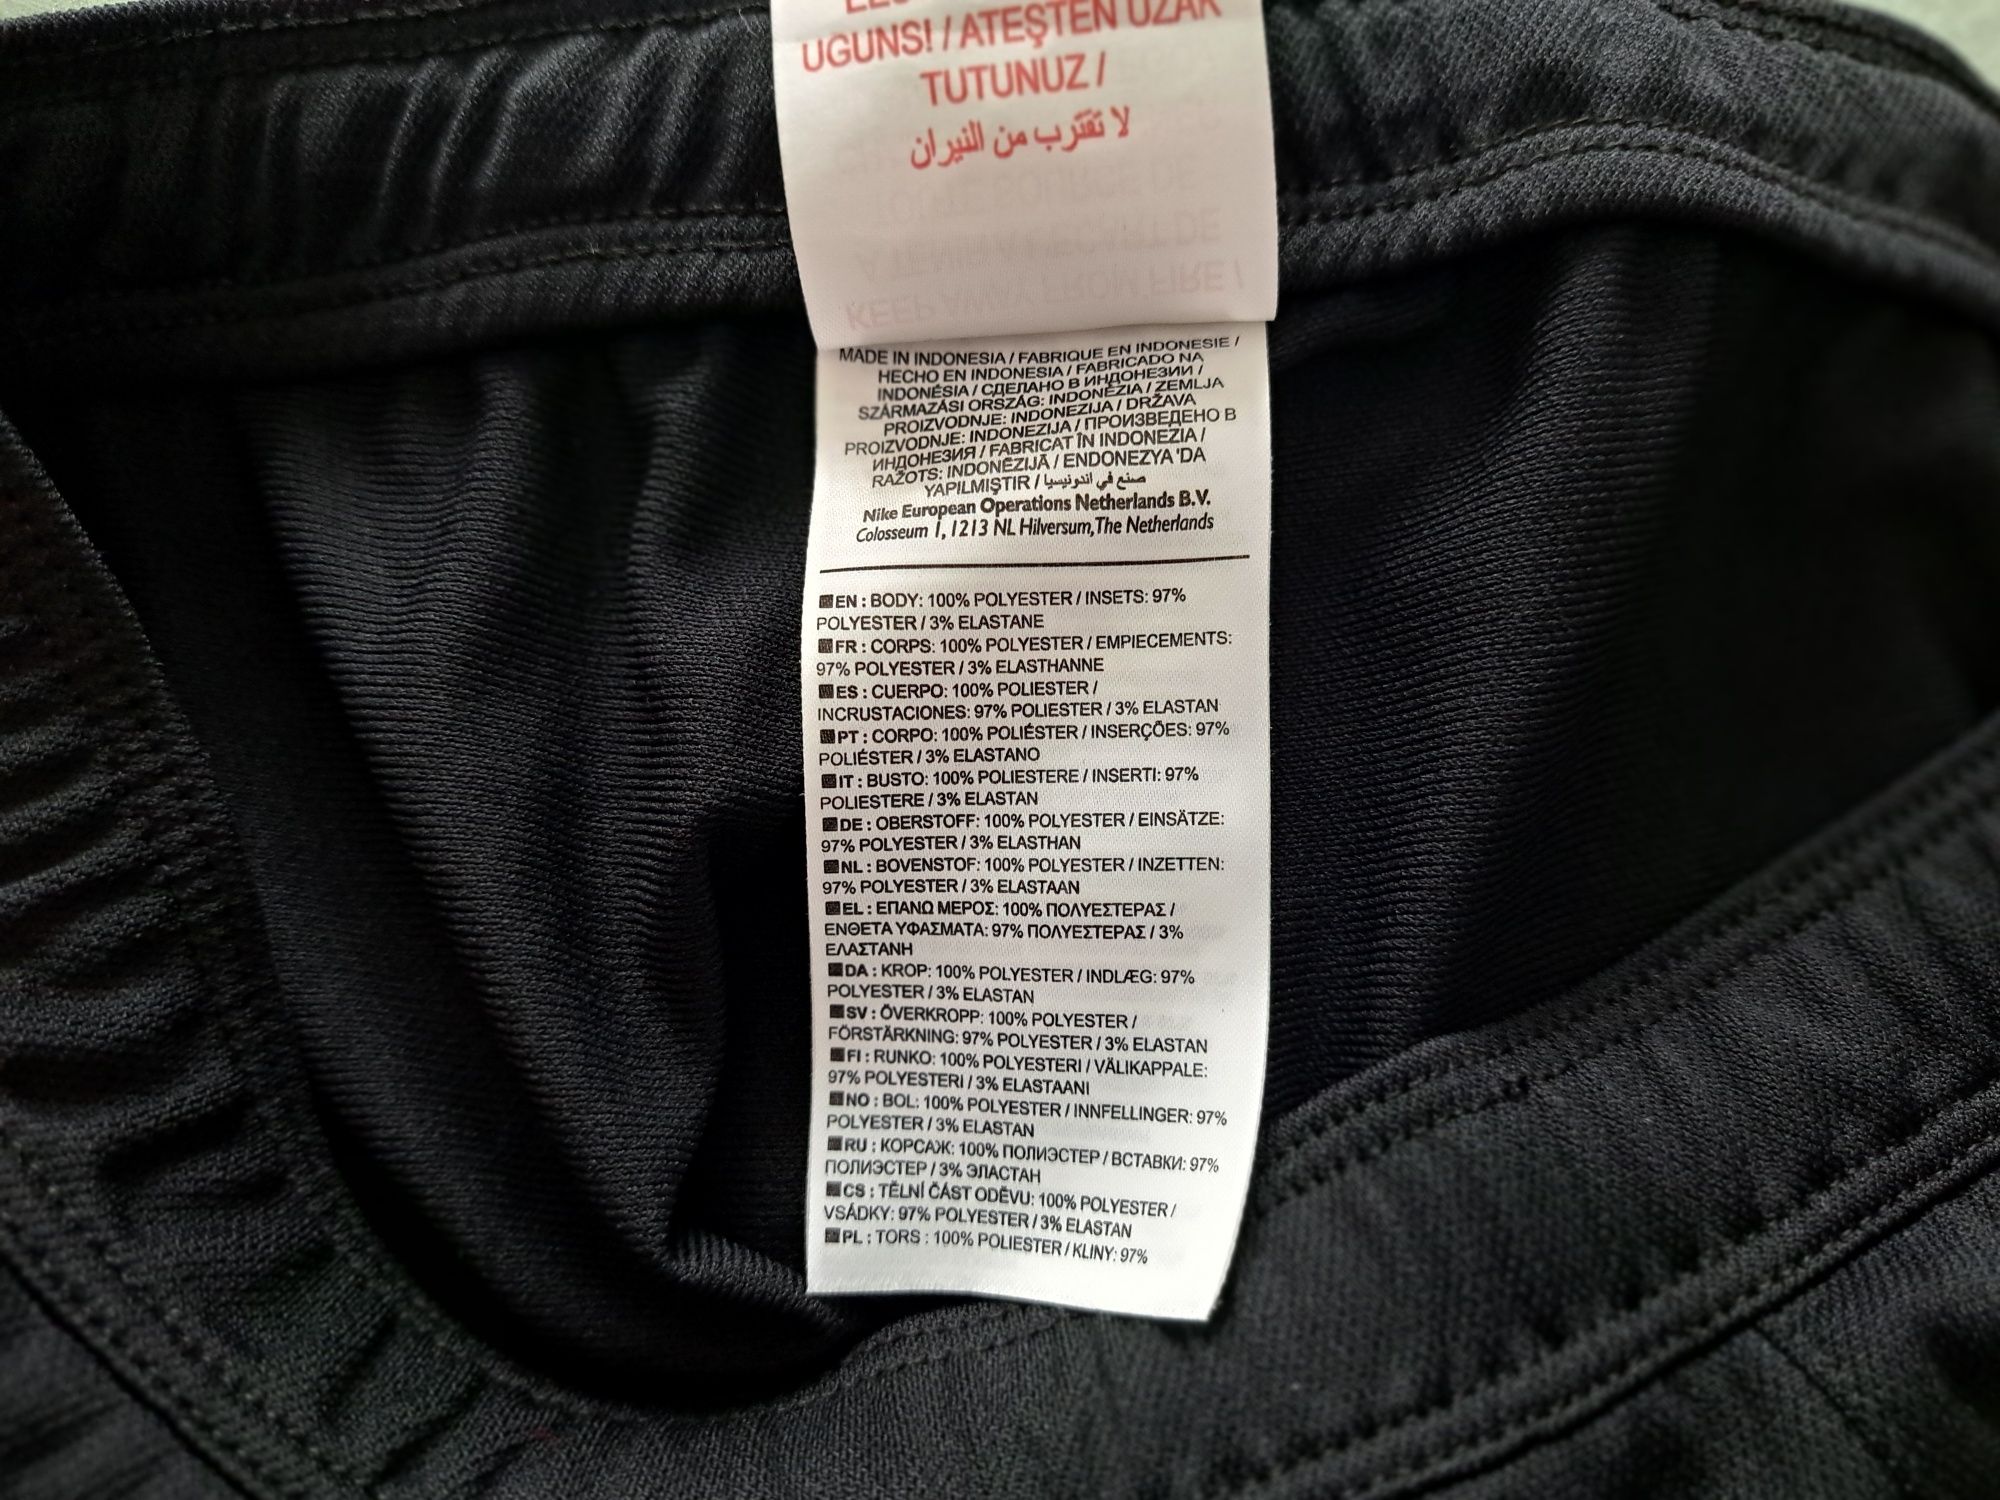 UGUNS! / ATEŞTEN UZAK
TUTUNUZ /
لا تقترب من النيران
MADE IN INDONESIA / FABRIQUE EN INDONESIE /
HECHO EN INDONESIA / FABRICADO NA
INDONÉSIA / СДЕЛАНО В ИНДОНЕЗИИ /
SZÁRMAZÁSI ORSZÁG: INDONÉZIA / ZEMLJA
PROIZVODNJE: INDONEZIJA / DRŽAVA
PROIZVODNJE: INDONEZIJA / ПРОИЗВЕДЕНО В
ИНДОНЕЗИЯ / FABRICAT ÎN INDONEZIA /
RAŽOTS: INDONĒZIJĀ / ENDONEZYA 'DA
YAPILMIŞTIR / صنع في اندونيسيا
Nike European Operations Netherlands B.V.
Colosseum 1, 1213 NL Hilversum, The Netherlands
EN : BODY: 100% POLYESTER / INSETS: 97%
POLYESTER / 3% ELASTANE
FR : CORPS: 100% POLYESTER / EMPIECEMENTS:
97% POLYESTER / 3% ELASTHANNE
ES : CUERPO: 100% POLIESTER /
INCRUSTACIONES: 97% POLIESTER / 3% ELASTAN
PT : CORPO: 100% POLIÉSTER / INSERÇÕES: 97%
POLIÉSTER / 3% ELASTANO
IT : BUSTO: 100% POLIESTERE / INSERTI: 97%
POLIESTERE / 3% ELASTAN
DE : OBERSTOFF: 100% POLYESTER / EINSÄTZE:
97% POLYESTER / 3% ELASTHAN
NL : BOVENSTOF: 100% POLYESTER / INZETTEN:
97% POLYESTER / 3% ELASTAAN
EL : ΕΠΑΝΩ ΜΕΡΟΣ: 100% ΠΟΛΥΕΣΤΕΡΑΣ /
ΕΝΘΕΤΑ ΥΦΑΣΜΑΤΑ: 97% ΠΟΛΥΕΣΤΕΡΑΣ / 3%
ΕΛΑΣΤΑΝΗ
DA : KROP: 100% POLYESTER / INDLÆG: 97%
POLYESTER / 3% ELASTAN
SV : ÖVERKROPP: 100% POLYESTER /
FÖRSTÄRKNING: 97% POLYESTER / 3% ELASTAN
FI : RUNKO: 100% POLYESTERI / VÄLIKAPPALE:
97% POLYESTERI / 3% ELASTAANI
NO : BOL: 100% POLYESTER / INNFELLINGER: 97%
POLYESTER / 3% ELASTAN
RU : КОРСАЖ: 100% ПОЛИЭСТЕР / ВСТАВКИ: 97%
ПОЛИЭСТЕР / 3% ЭЛАСТАН
CS : TĚLNÍ ČÁST ODĚVU: 100% POLYESTER /
VSÁDKY: 97% POLYESTER / 3% ELASTAN
PL : TORS : 100% POLIESTER / KLINY: 97%